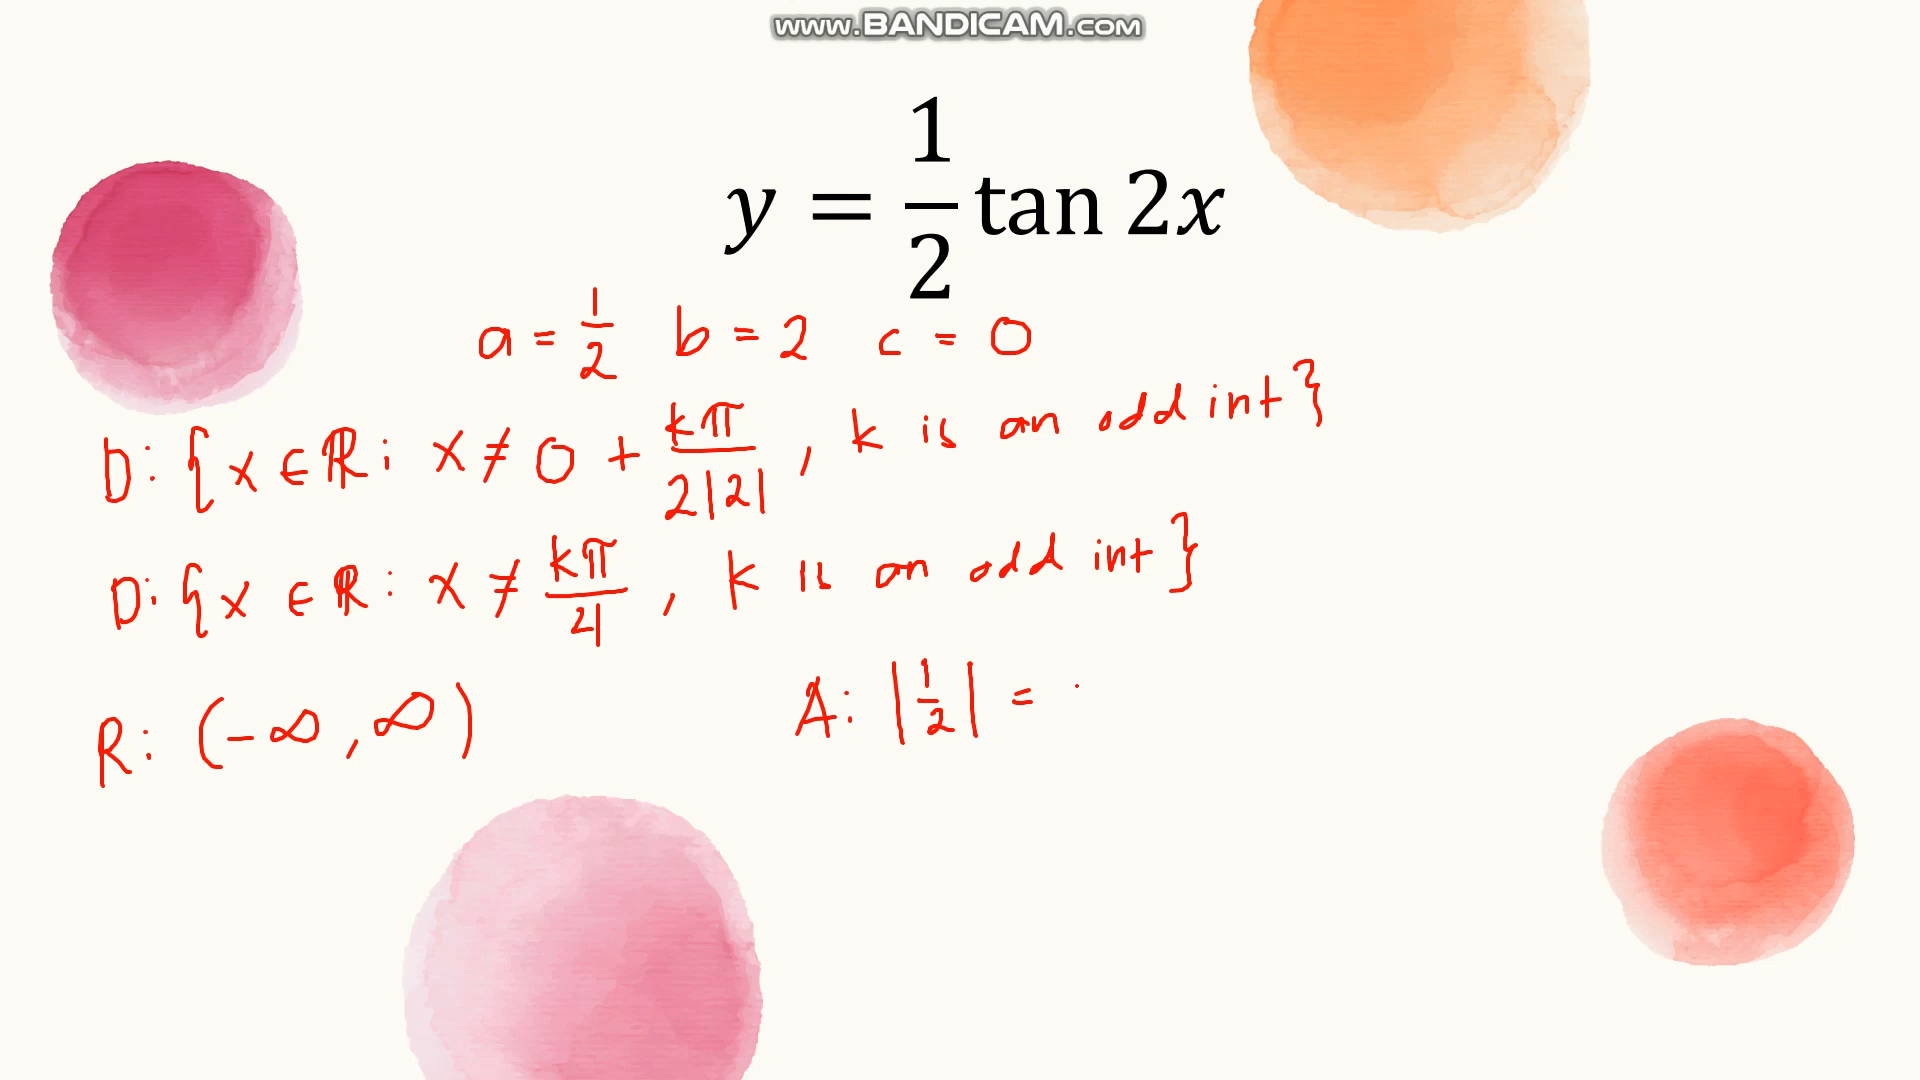 www.BANDICAM.com
y = 1/2 tan 2x
a = 1/2 b = 2 c = 0
D: {x ∈ ℝ: x ≠ 0 + kπ/2|2| , k is an odd int}
D: {x ∈ ℝ: x ≠ kπ/4 , k is an odd int}
R: (-∞, ∞) A: |1/2| =